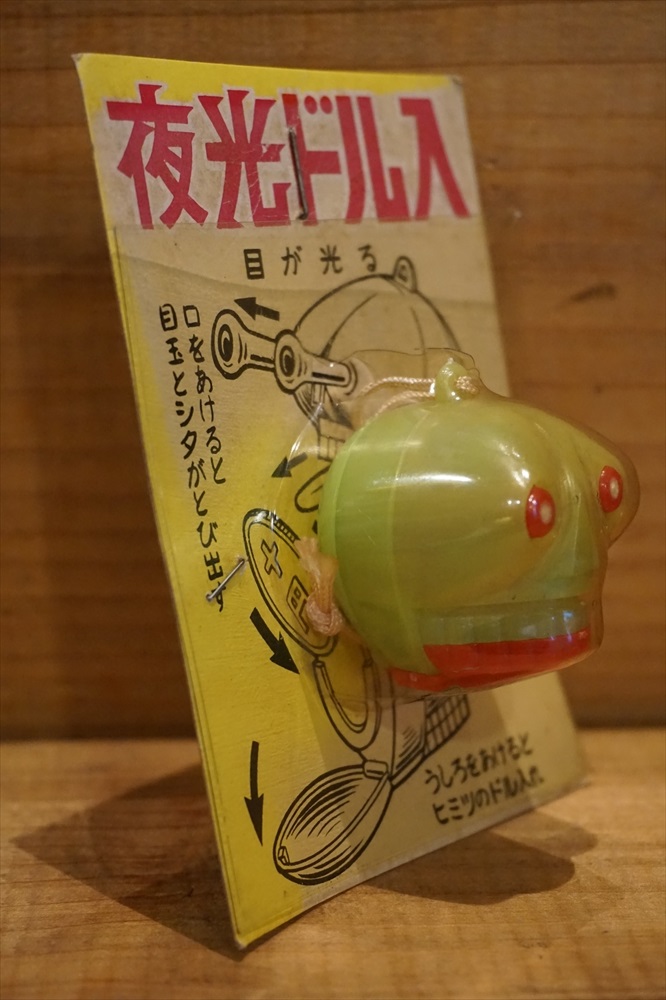 夜光ドル入
目が光る
口をあけると
目玉とシタがとび出す
うしろをあけると
ヒミツのドル入れ